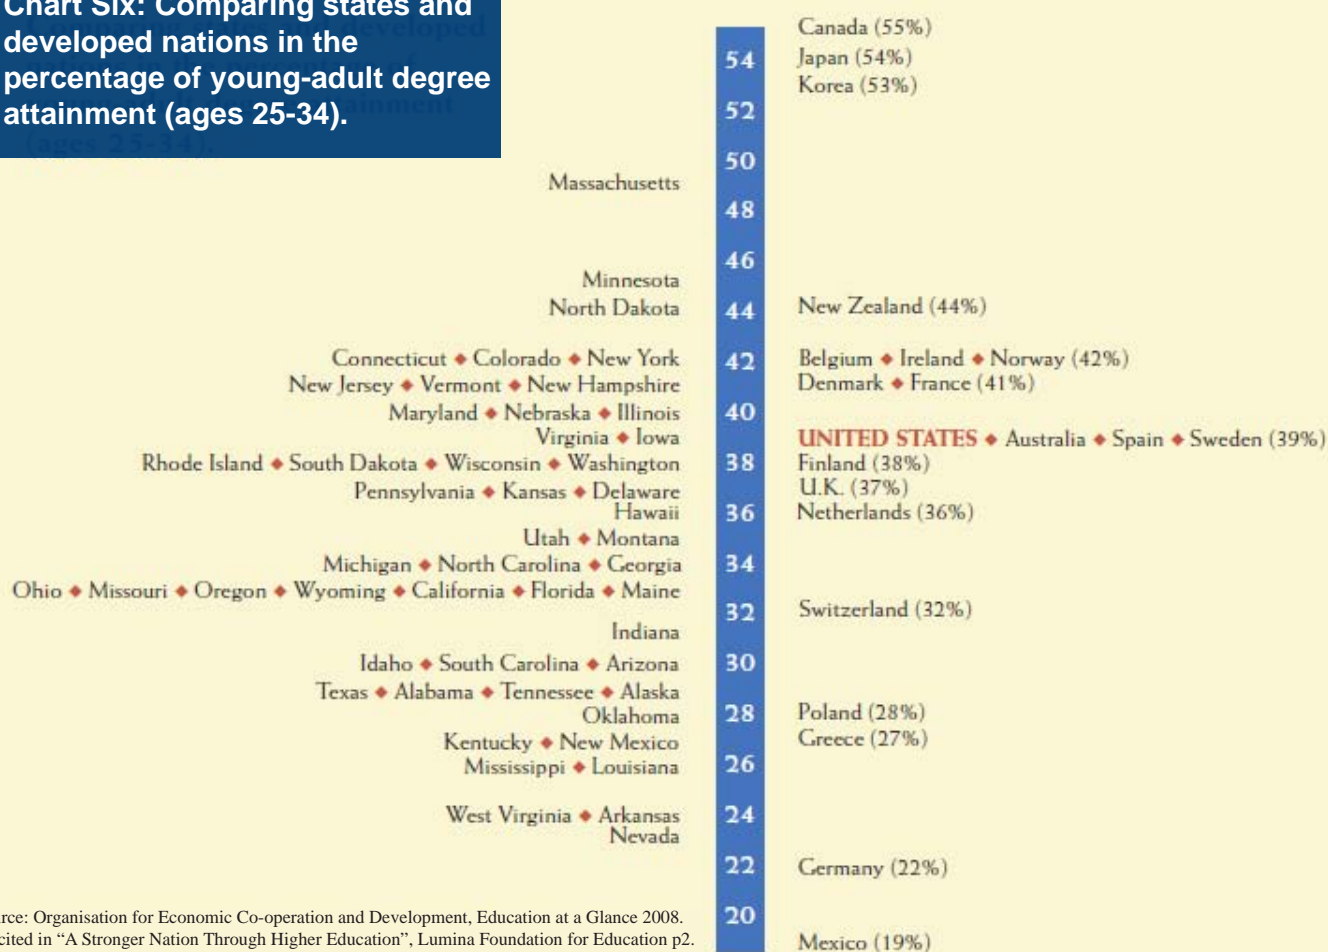 Chart Six: Comparing states and
developed nations in the
percentage of young-adult degree
attainment (ages 25-34).
(ages 25-34).
Massachusetts
Minnesota
North Dakota
Connecticut ◆ Colorado ◆ New York
New Jersey ◆ Vermont ◆ New Hampshire
Maryland ◆ Nebraska ◆ Illinois
Virginia ◆ Iowa
Rhode Island ◆ South Dakota ◆ Wisconsin ◆ Washington
Pennsylvania ◆ Kansas ◆ Delaware
Hawaii
Utah ◆ Montana
Michigan ◆ North Carolina ◆ Georgia
Ohio ◆ Missouri ◆ Oregon ◆ Wyoming ◆ California ◆ Florida ◆ Maine
Indiana
Idaho ◆ South Carolina ◆ Arizona
Texas ◆ Alabama ◆ Tennessee ◆ Alaska
Oklahoma
Kentucky ◆ New Mexico
Mississippi ◆ Louisiana
West Virginia ◆ Arkansas
Nevada
54
52
50
48
46
44
42
40
38
36
34
32
30
28
26
24
22
20
Canada (55%)
Japan (54%)
Korea (53%)
New Zealand (44%)
Belgium ◆ Ireland ◆ Norway (42%)
Denmark ◆ France (41%)
UNITED STATES ◆ Australia ◆ Spain ◆ Sweden (39%)
Finland (38%)
U.K. (37%)
Netherlands (36%)
Switzerland (32%)
Poland (28%)
Greece (27%)
Germany (22%)
Mexico (19%)
rce: Organisation for Economic Co-operation and Development, Education at a Glance 2008.
cited in “A Stronger Nation Through Higher Education”, Lumina Foundation for Education p2.